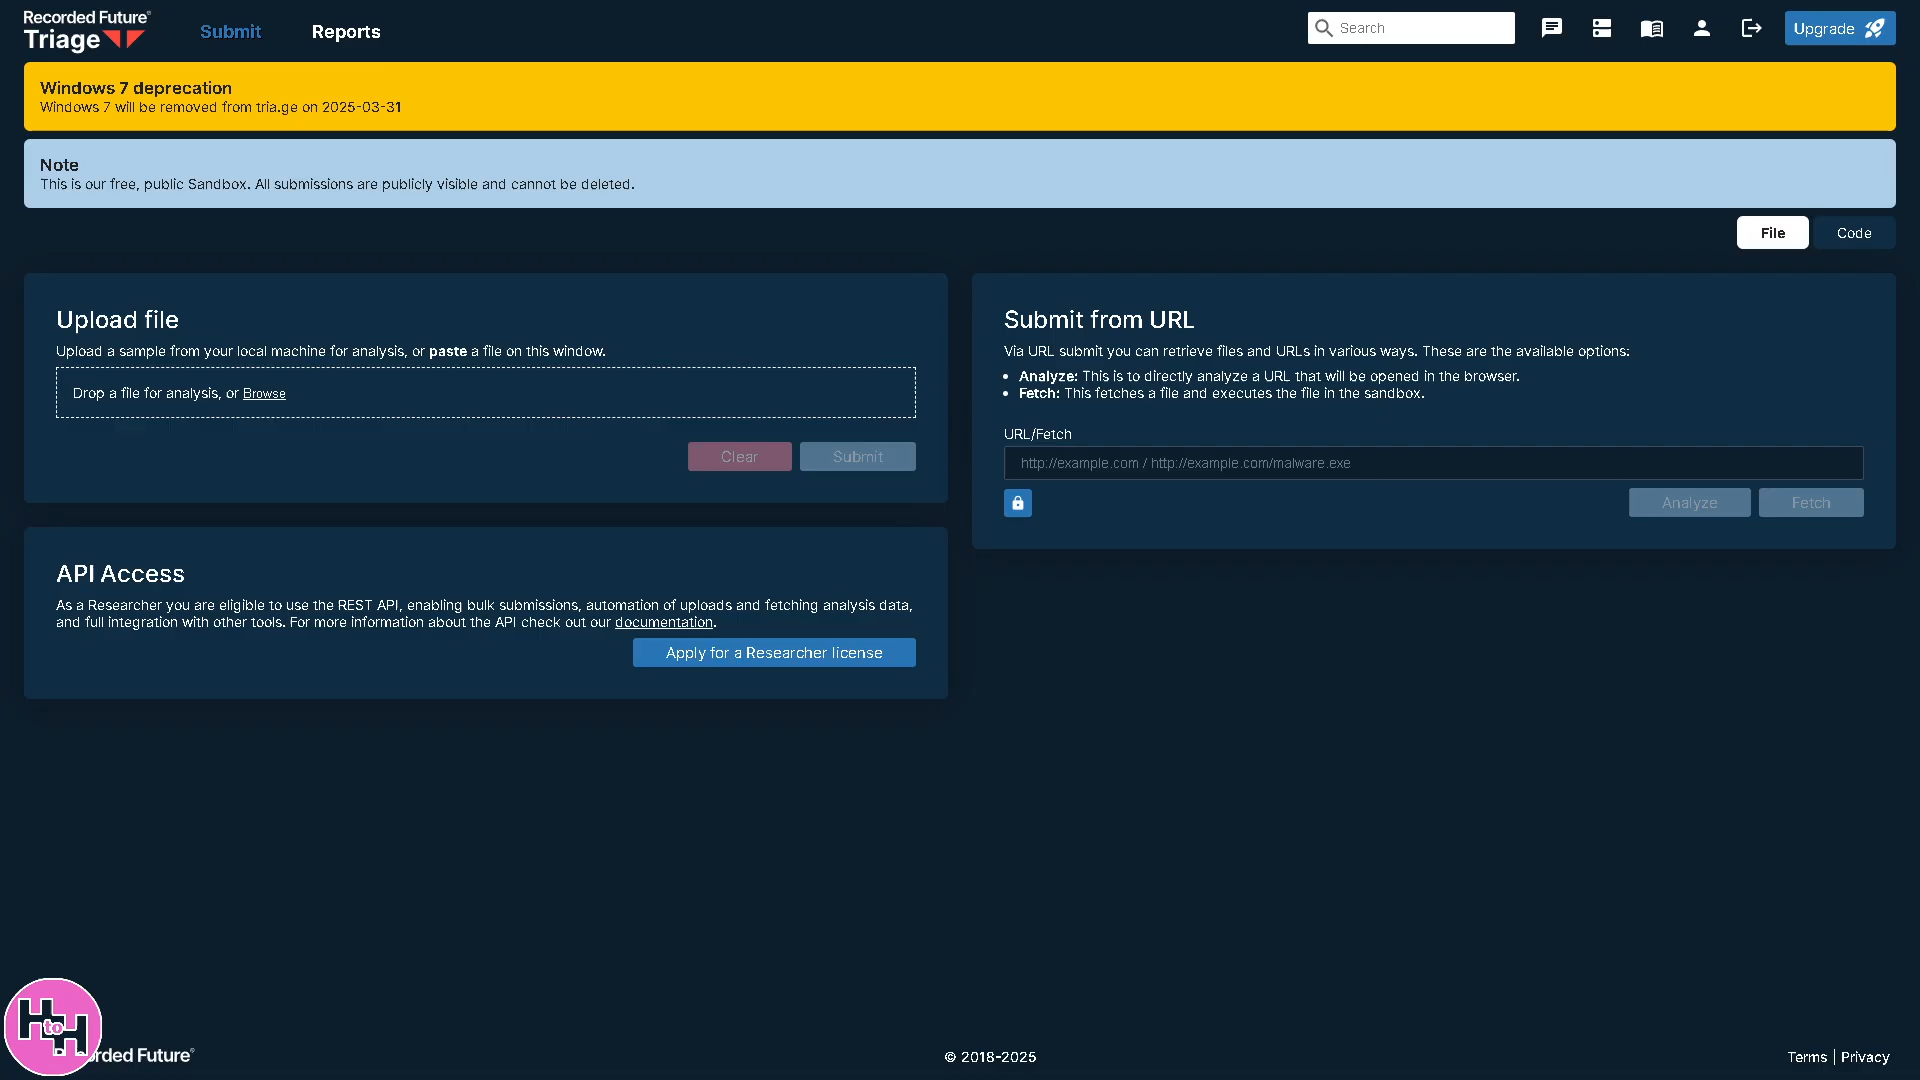 Recorded Future®
Triage
Submit
Reports
Search
Upgrade
Windows 7 deprecation
Windows 7 will be removed from tria.ge on 2025-03-31
Note
This is our free, public Sandbox. All submissions are publicly visible and cannot be deleted.
File
Code
Upload file
Upload a sample from your local machine for analysis, or paste a file on this window.
Drop a file for analysis, or Browse
Clear
Submit
API Access
As a Researcher you are eligible to use the REST API, enabling bulk submissions, automation of uploads and fetching analysis data,
and full integration with other tools. For more information about the API check out our documentation.
Apply for a Researcher license
Submit from URL
Via URL submit you can retrieve files and URLs in various ways. These are the available options:
• Analyze: This is to directly analyze a URL that will be opened in the browser.
• Fetch: This fetches a file and executes the file in the sandbox.
URL/Fetch
http://example.com / http://example.com/malware.exe
Analyze
Fetch
H to H
orded Future®
© 2018-2025
Terms | Privacy